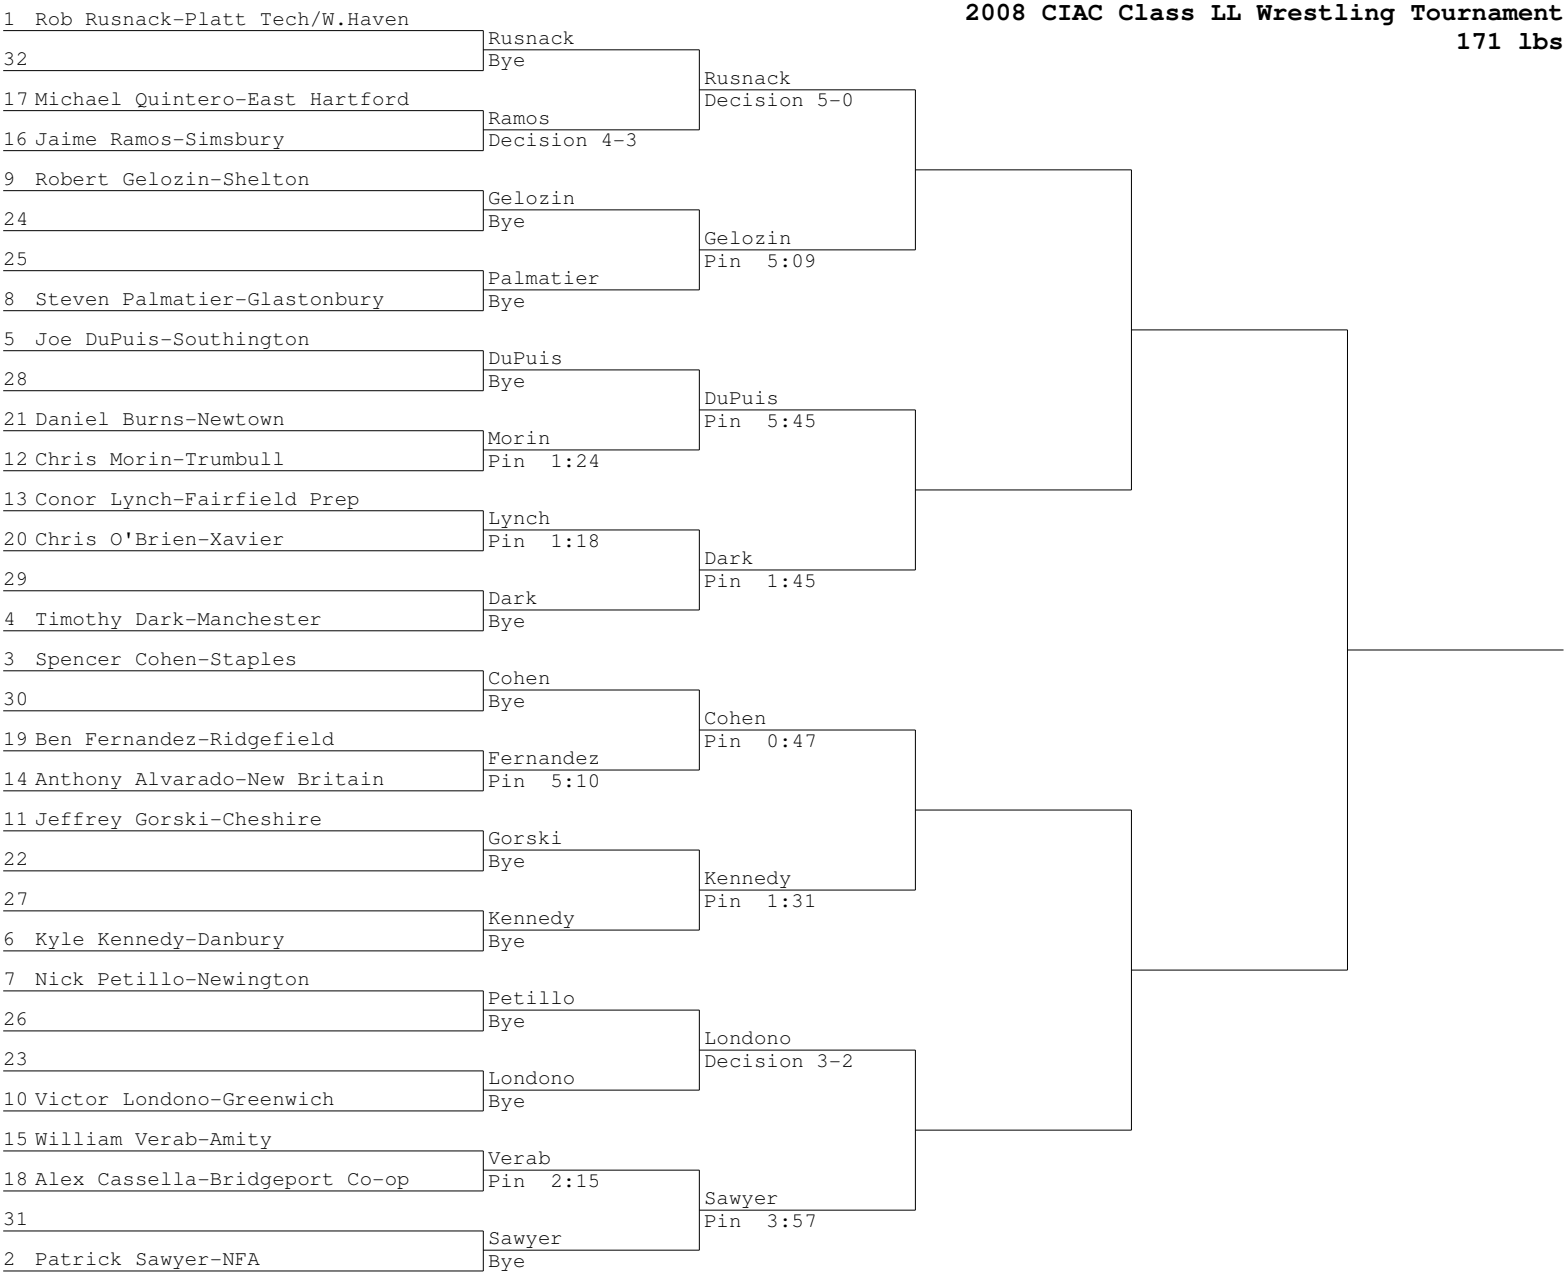 2008 CIAC Class LL Wrestling Tournament
171 lbs
1 Rob Rusnack-Platt Tech/W.Haven
32
17 Michael Quintero-East Hartford
16 Jaime Ramos-Simsbury
9 Robert Gelozin-Shelton
24
25
8 Steven Palmatier-Glastonbury
5 Joe DuPuis-Southington
28
21 Daniel Burns-Newtown
12 Chris Morin-Trumbull
13 Conor Lynch-Fairfield Prep
20 Chris O'Brien-Xavier
29
4 Timothy Dark-Manchester
3 Spencer Cohen-Staples
30
19 Ben Fernandez-Ridgefield
14 Anthony Alvarado-New Britain
11 Jeffrey Gorski-Cheshire
22
27
6 Kyle Kennedy-Danbury
7 Nick Petillo-Newington
26
23
10 Victor Londono-Greenwich
15 William Verab-Amity
18 Alex Cassella-Bridgeport Co-op
31
2 Patrick Sawyer-NFA
Rusnack
Bye
Ramos
Decision 4-3
Gelozin
Bye
Palmatier
Bye
DuPuis
Bye
Morin
Pin 1:24
Lynch
Pin 1:18
Dark
Bye
Cohen
Bye
Fernandez
Pin 5:10
Gorski
Bye
Kennedy
Bye
Petillo
Bye
Londono
Bye
Verab
Pin 2:15
Sawyer
Bye
Rusnack
Decision 5-0
Gelozin
Pin 5:09
DuPuis
Pin 5:45
Dark
Pin 1:45
Cohen
Pin 0:47
Kennedy
Pin 1:31
Londono
Decision 3-2
Sawyer
Pin 3:57